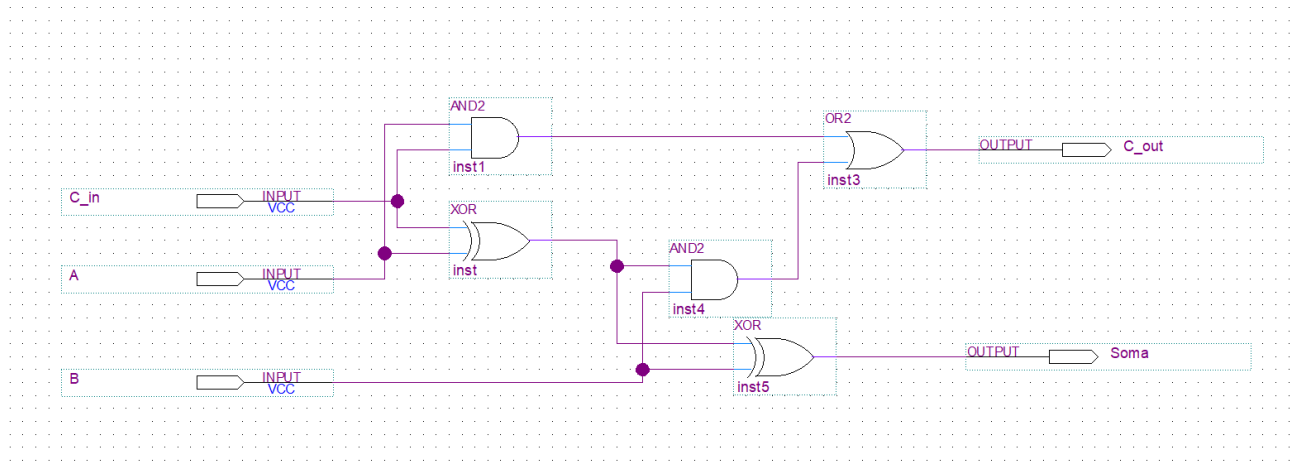 AND2
inst1
OR2
inst3
OUTPUT
C_out
C_in
INPUT
VCC
XOR
inst
A
INPUT
VCC
AND2
inst4
XOR
inst5
OUTPUT
Soma
B
INPUT
VCC